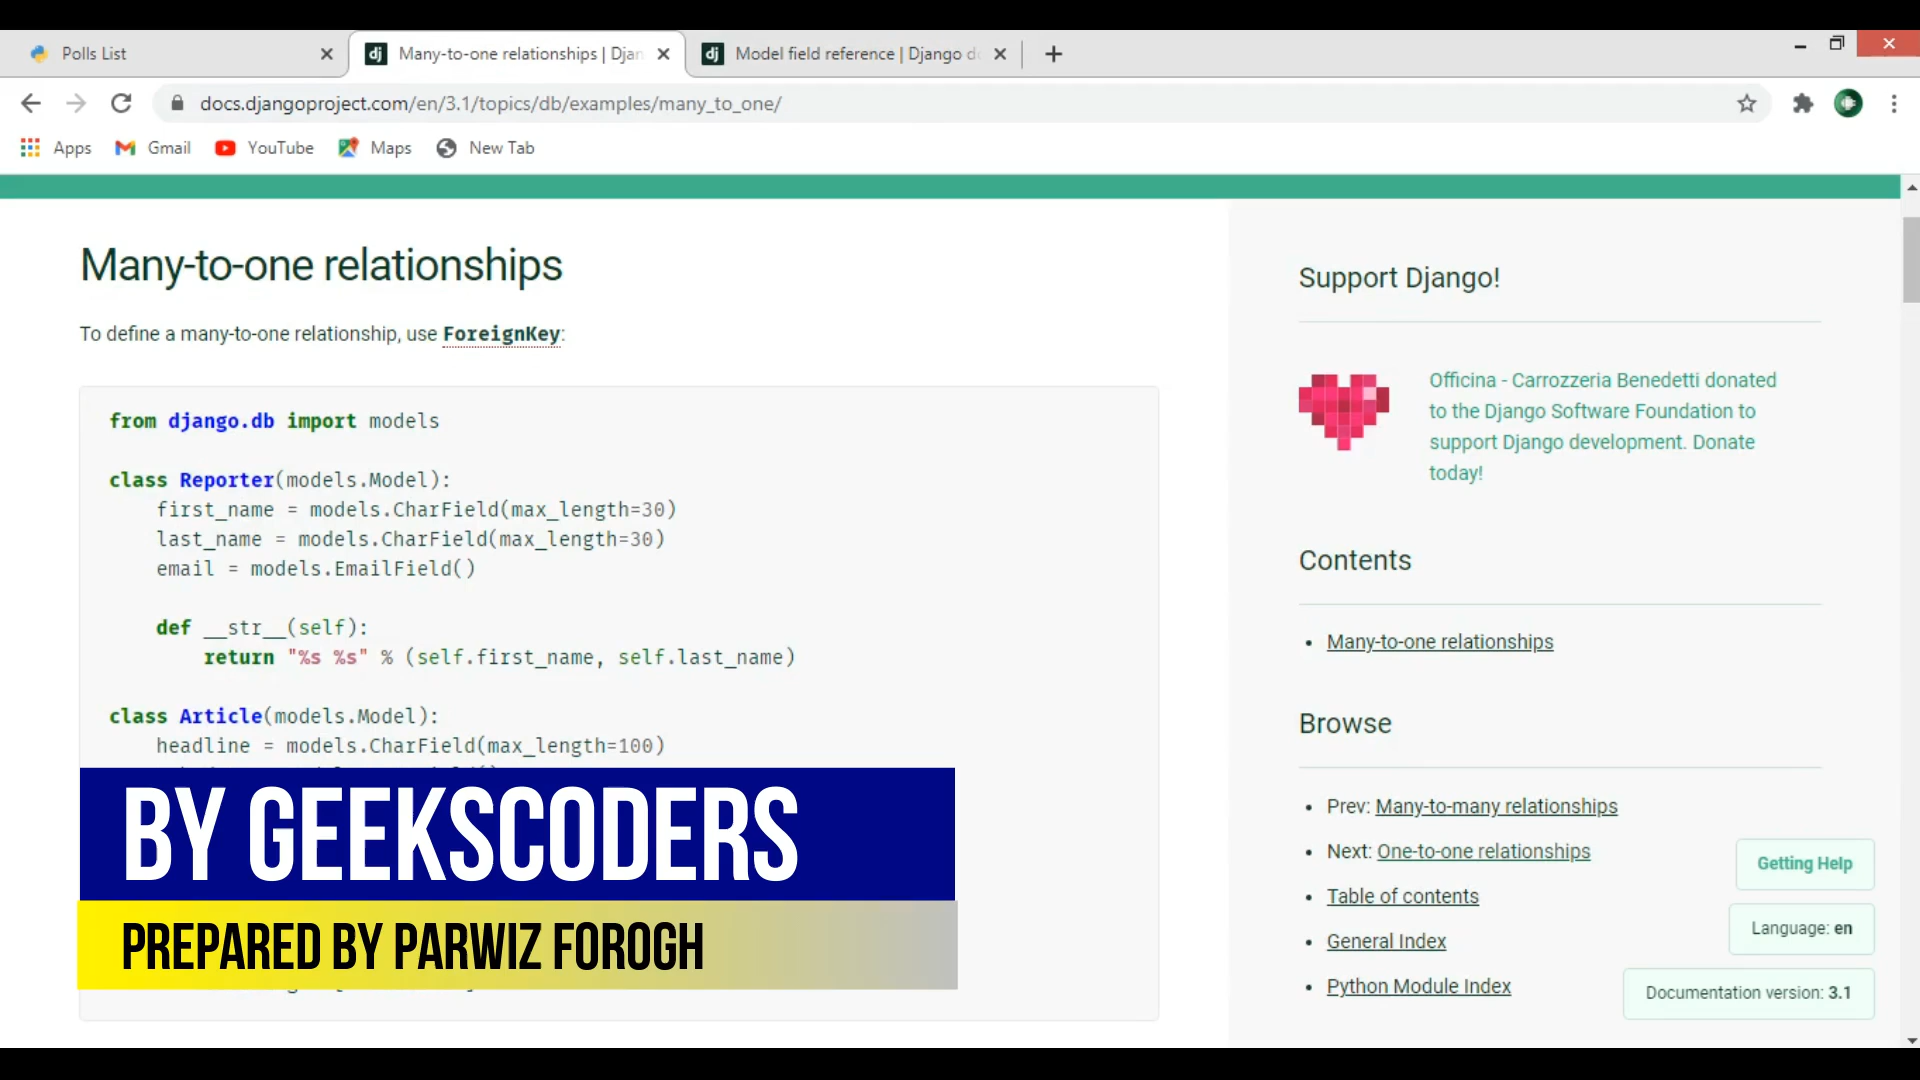 Polls List
Many-to-one relationships | Djan
Model field reference | Django d
docs.djangoproject.com/en/3.1/topics/db/examples/many_to_one/
Apps
Gmail
YouTube
Maps
New Tab
Many-to-one relationships
To define a many-to-one relationship, use ForeignKey:
from django.db import models
class Reporter(models.Model):
first_name = models.CharField(max_length=30)
last_name = models.CharField(max_length=30)
email = models.EmailField()
def __str__(self):
return "%s %s" % (self.first_name, self.last_name)
class Article(models.Model):
headline = models.CharField(max_length=100)
BY GEEKSCODERS
PREPARED BY PARWIZ FOROGH
Support Django!
Officina - Carrozzeria Benedetti donated
to the Django Software Foundation to
support Django development. Donate
today!
Contents
• Many-to-one relationships
Browse
• Prev: Many-to-many relationships
• Next: One-to-one relationships
• Table of contents
• General Index
• Python Module Index
Getting Help
Language: en
Documentation version: 3.1